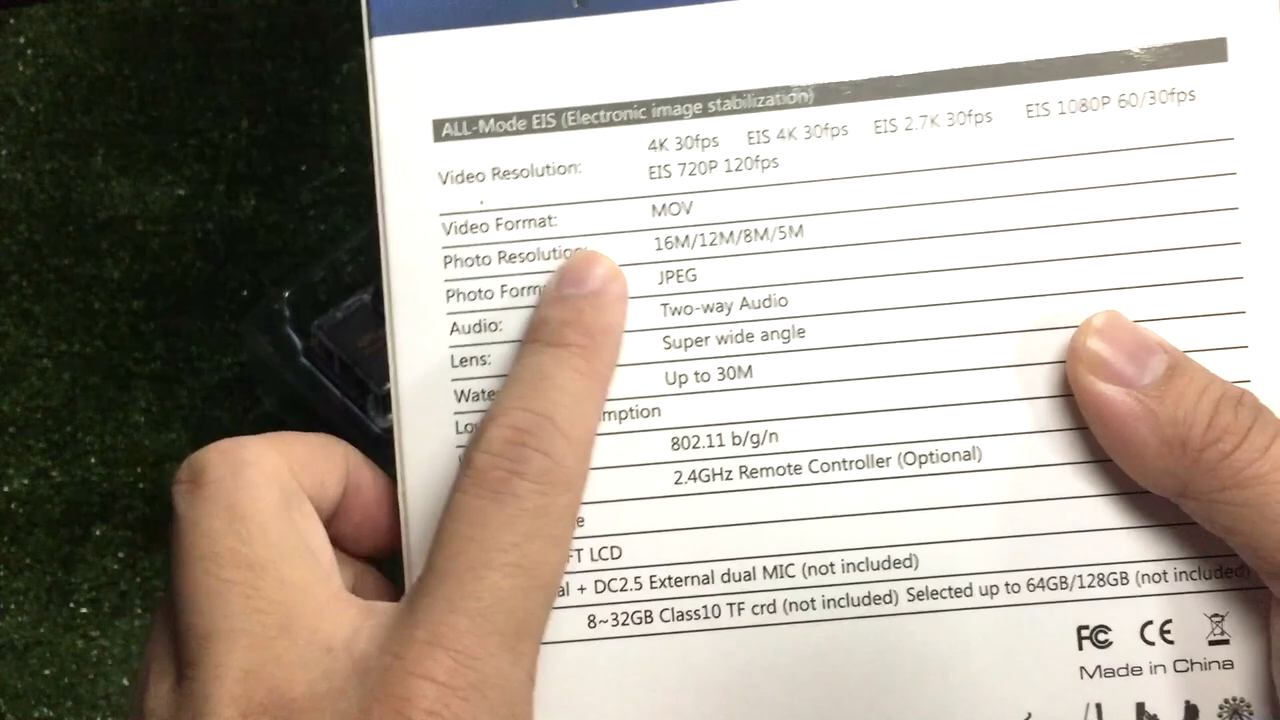 ALL-Mode EIS (Electronic image stabilization)
Video Resolution: 4K 30fps EIS 4K 30fps EIS 2.7K 30fps EIS 1080P 60/30fps
EIS 720P 120fps
Video Format: MOV
Photo Resolution: 16M/12M/8M/5M
Photo Form JPEG
Audio: Two-way Audio
Lens: Super wide angle
Wate Up to 30M
mption
802.11 b/g/n
2.4GHz Remote Controller (Optional)
e
FT LCD
al + DC2.5 External dual MIC (not included)
8~32GB Class10 TF crd (not included) Selected up to 64GB/128GB (not included)
FC CE
Made in China